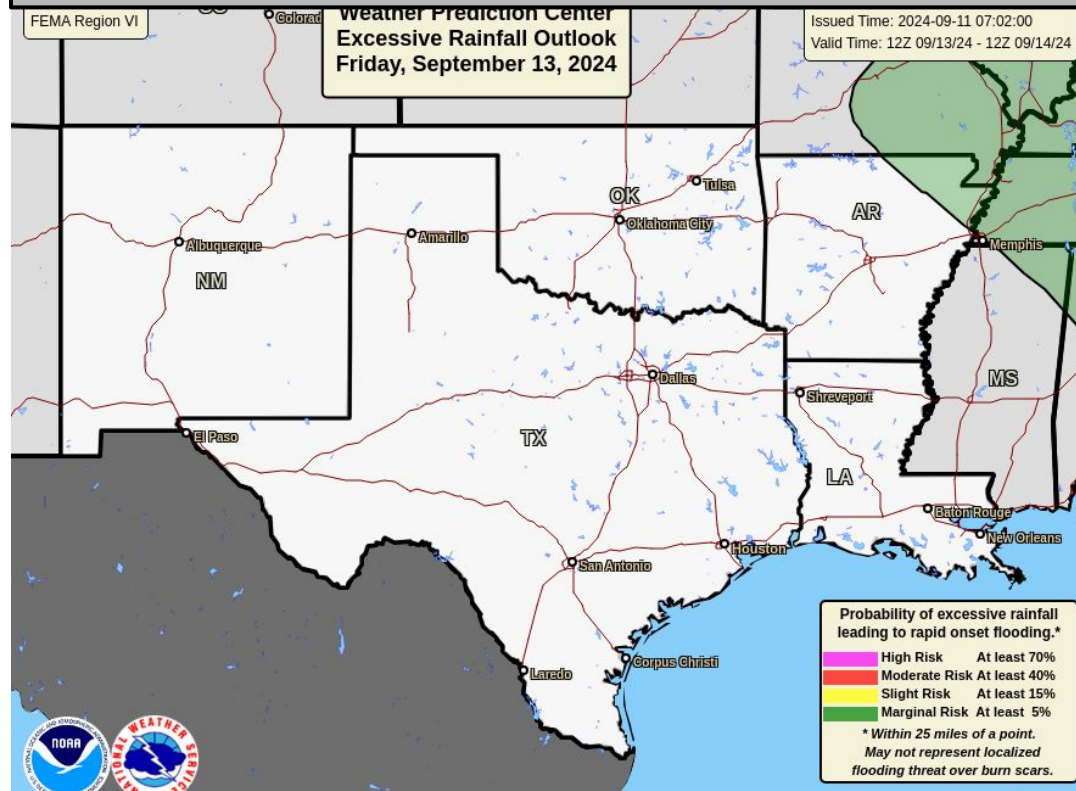 FEMA Region VI
Colorad
Weather Prediction Center
Excessive Rainfall Outlook
Friday, September 13, 2024
Issued Time: 2024-09-11 07:02:00
Valid Time: 12Z 09/13/24 - 12Z 09/14/24
OK
Tulsa
Oklahoma City
AR
Albuquerque
Amarillo
Memphis
NM
Dallas
MS
Shreveport
El Paso
TX
LA
Baton Rouge
New Orleans
Houston
San Antonio
Corpus Christi
Laredo
Probability of excessive rainfall
leading to rapid onset flooding.*
High Risk At least 70%
Moderate Risk At least 40%
Slight Risk At least 15%
Marginal Risk At least 5%
* Within 25 miles of a point.
May not represent localized
flooding threat over burn scars.
NOAA
NATIONAL WEATHER SERVICE